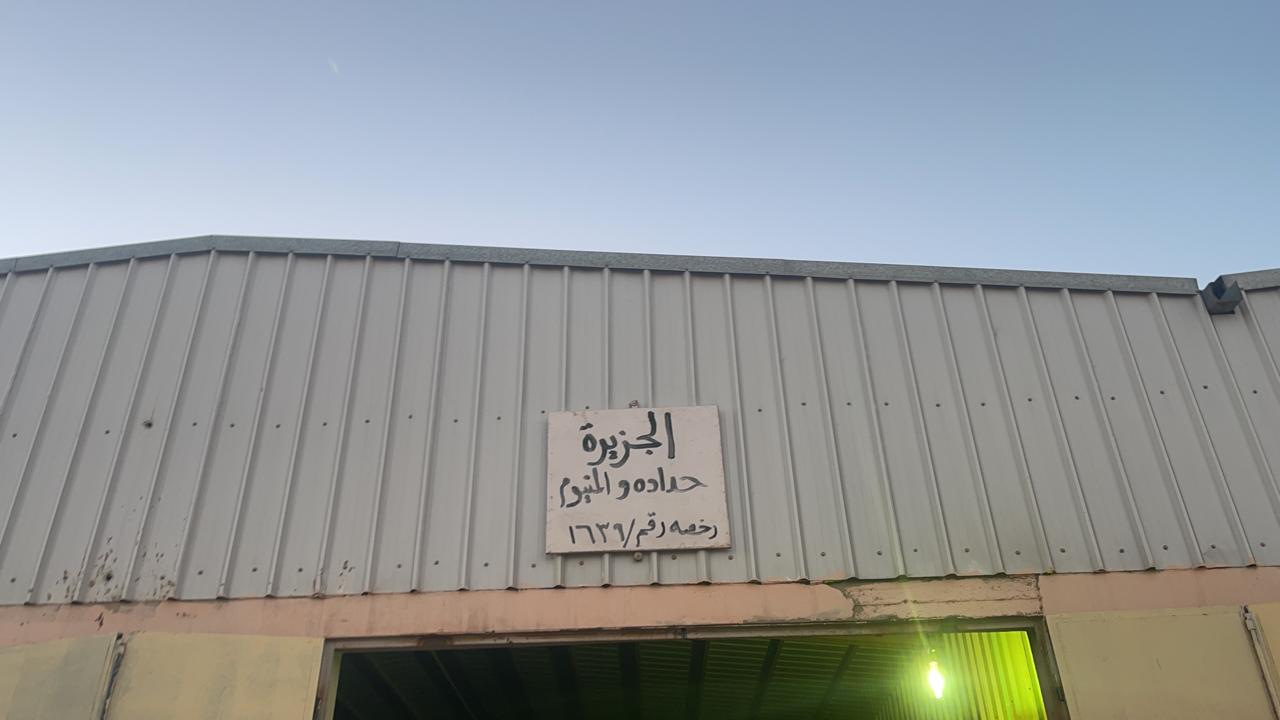 الجزيرة
حداده و المنيوم
رخصه رقم/١٦٣٩